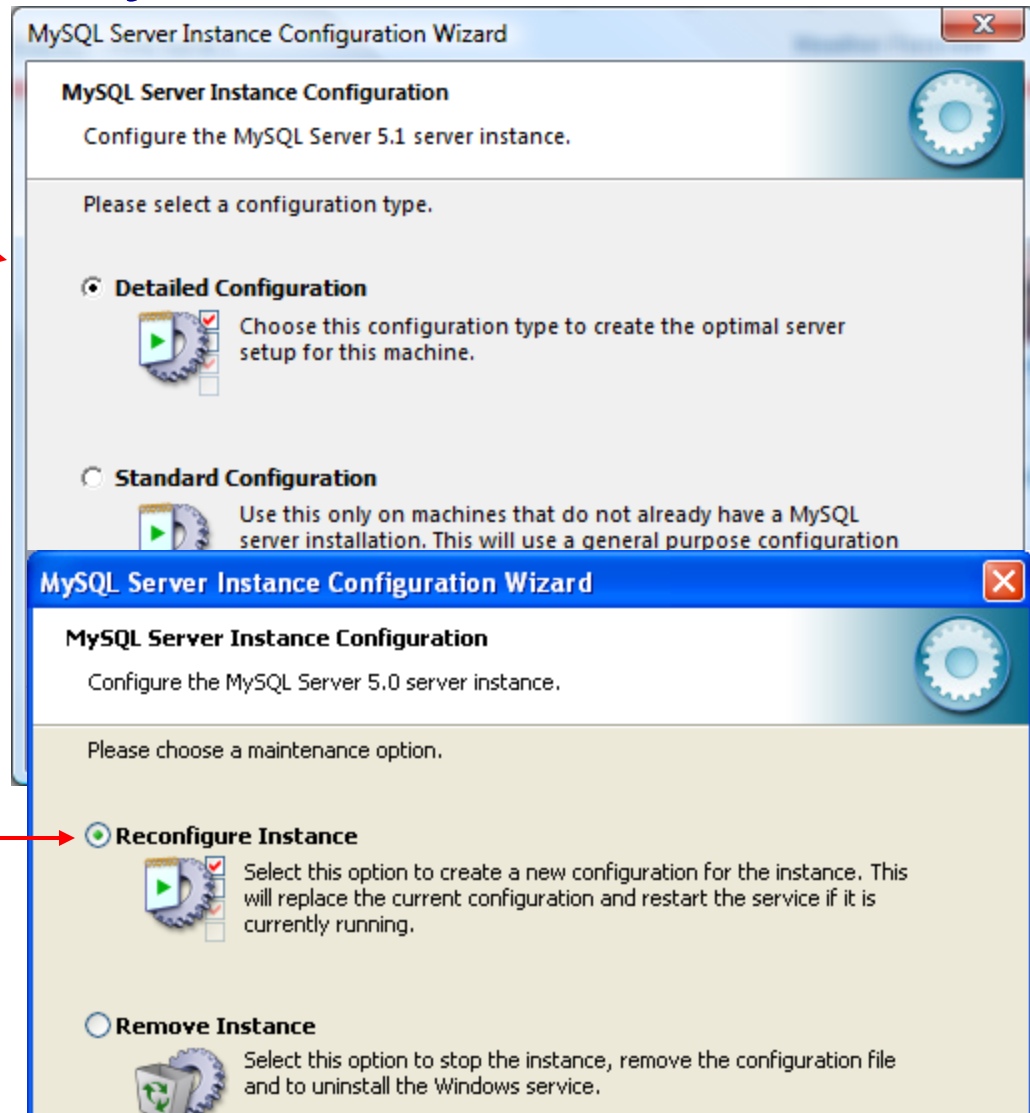 MySQL Server Instance Configuration Wizard
MySQL Server Instance Configuration
Configure the MySQL Server 5.1 server instance.
Please select a configuration type.
Detailed Configuration
Choose this configuration type to create the optimal server
setup for this machine.
Standard Configuration
Use this only on machines that do not already have a MySQL
server installation. This will use a general purpose configuration
MySQL Server Instance Configuration Wizard
MySQL Server Instance Configuration
Configure the MySQL Server 5.0 server instance.
Please choose a maintenance option.
Reconfigure Instance
Select this option to create a new configuration for the instance. This
will replace the current configuration and restart the service if it is
currently running.
Remove Instance
Select this option to stop the instance, remove the configuration file
and to uninstall the Windows service.